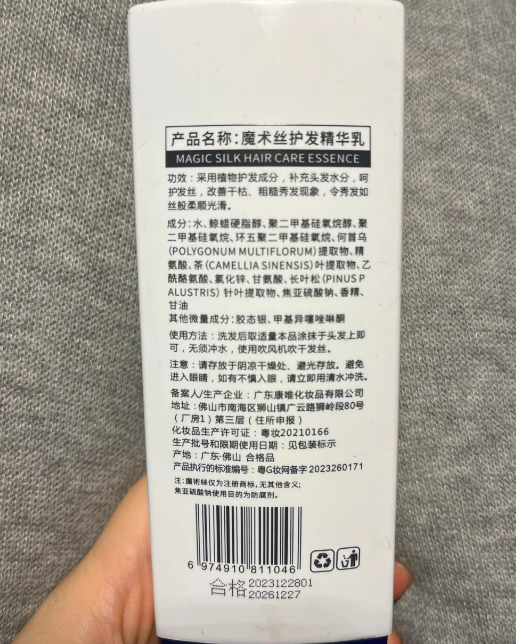 产品名称：魔术丝护发精华乳
MAGIC SILK HAIR CARE ESSENCE
功效：采用植物护发成分，补充头发水分，呵
护发丝，改善干枯、粗糙秀发现象，令秀发如
丝般柔顺光滑。
成分：水、鲸蜡硬脂醇、聚二甲基硅氧烷醇、聚
二甲基硅氧烷、环五聚二甲基硅氧烷、何首乌
(POLYGONUM MULTIFLORUM)提取物、精
氨酸、茶(CAMELLIA SINENSIS)叶提取物、乙
酰酪氨酸、氯化锌、甘氨酸、长叶松(PINUS P
ALUSTRIS) 针叶提取物、焦亚硫酸钠、香精、
甘油
其他微量成分：胶态银、甲基异噻唑啉酮
使用方法：洗发后取适量本品涂抹于头发上即
可，无须冲水，使用吹风机吹干发丝。
注意：请存放于阴凉干燥处、避光存放。避免
进入眼睛，如有不慎入眼，请立即用清水冲洗。
备案人/生产企业：广东康唯化妆品有限公司
地址：佛山市南海区狮山镇广云路狮岭段80号
（厂房1）第三层（住所申报）
化妆品生产许可证：粤妆20210166
生产批号和限期使用日期：见包装标示
产地：广东·佛山 合格品
产品执行的标准编号：粤G妆网备字2023260171
注：魔術絲仅为注册商标，无其他含义；
焦亚硫酸钠使用目的为防腐剂。
6 974910 811046
合格 2023122801
20261227